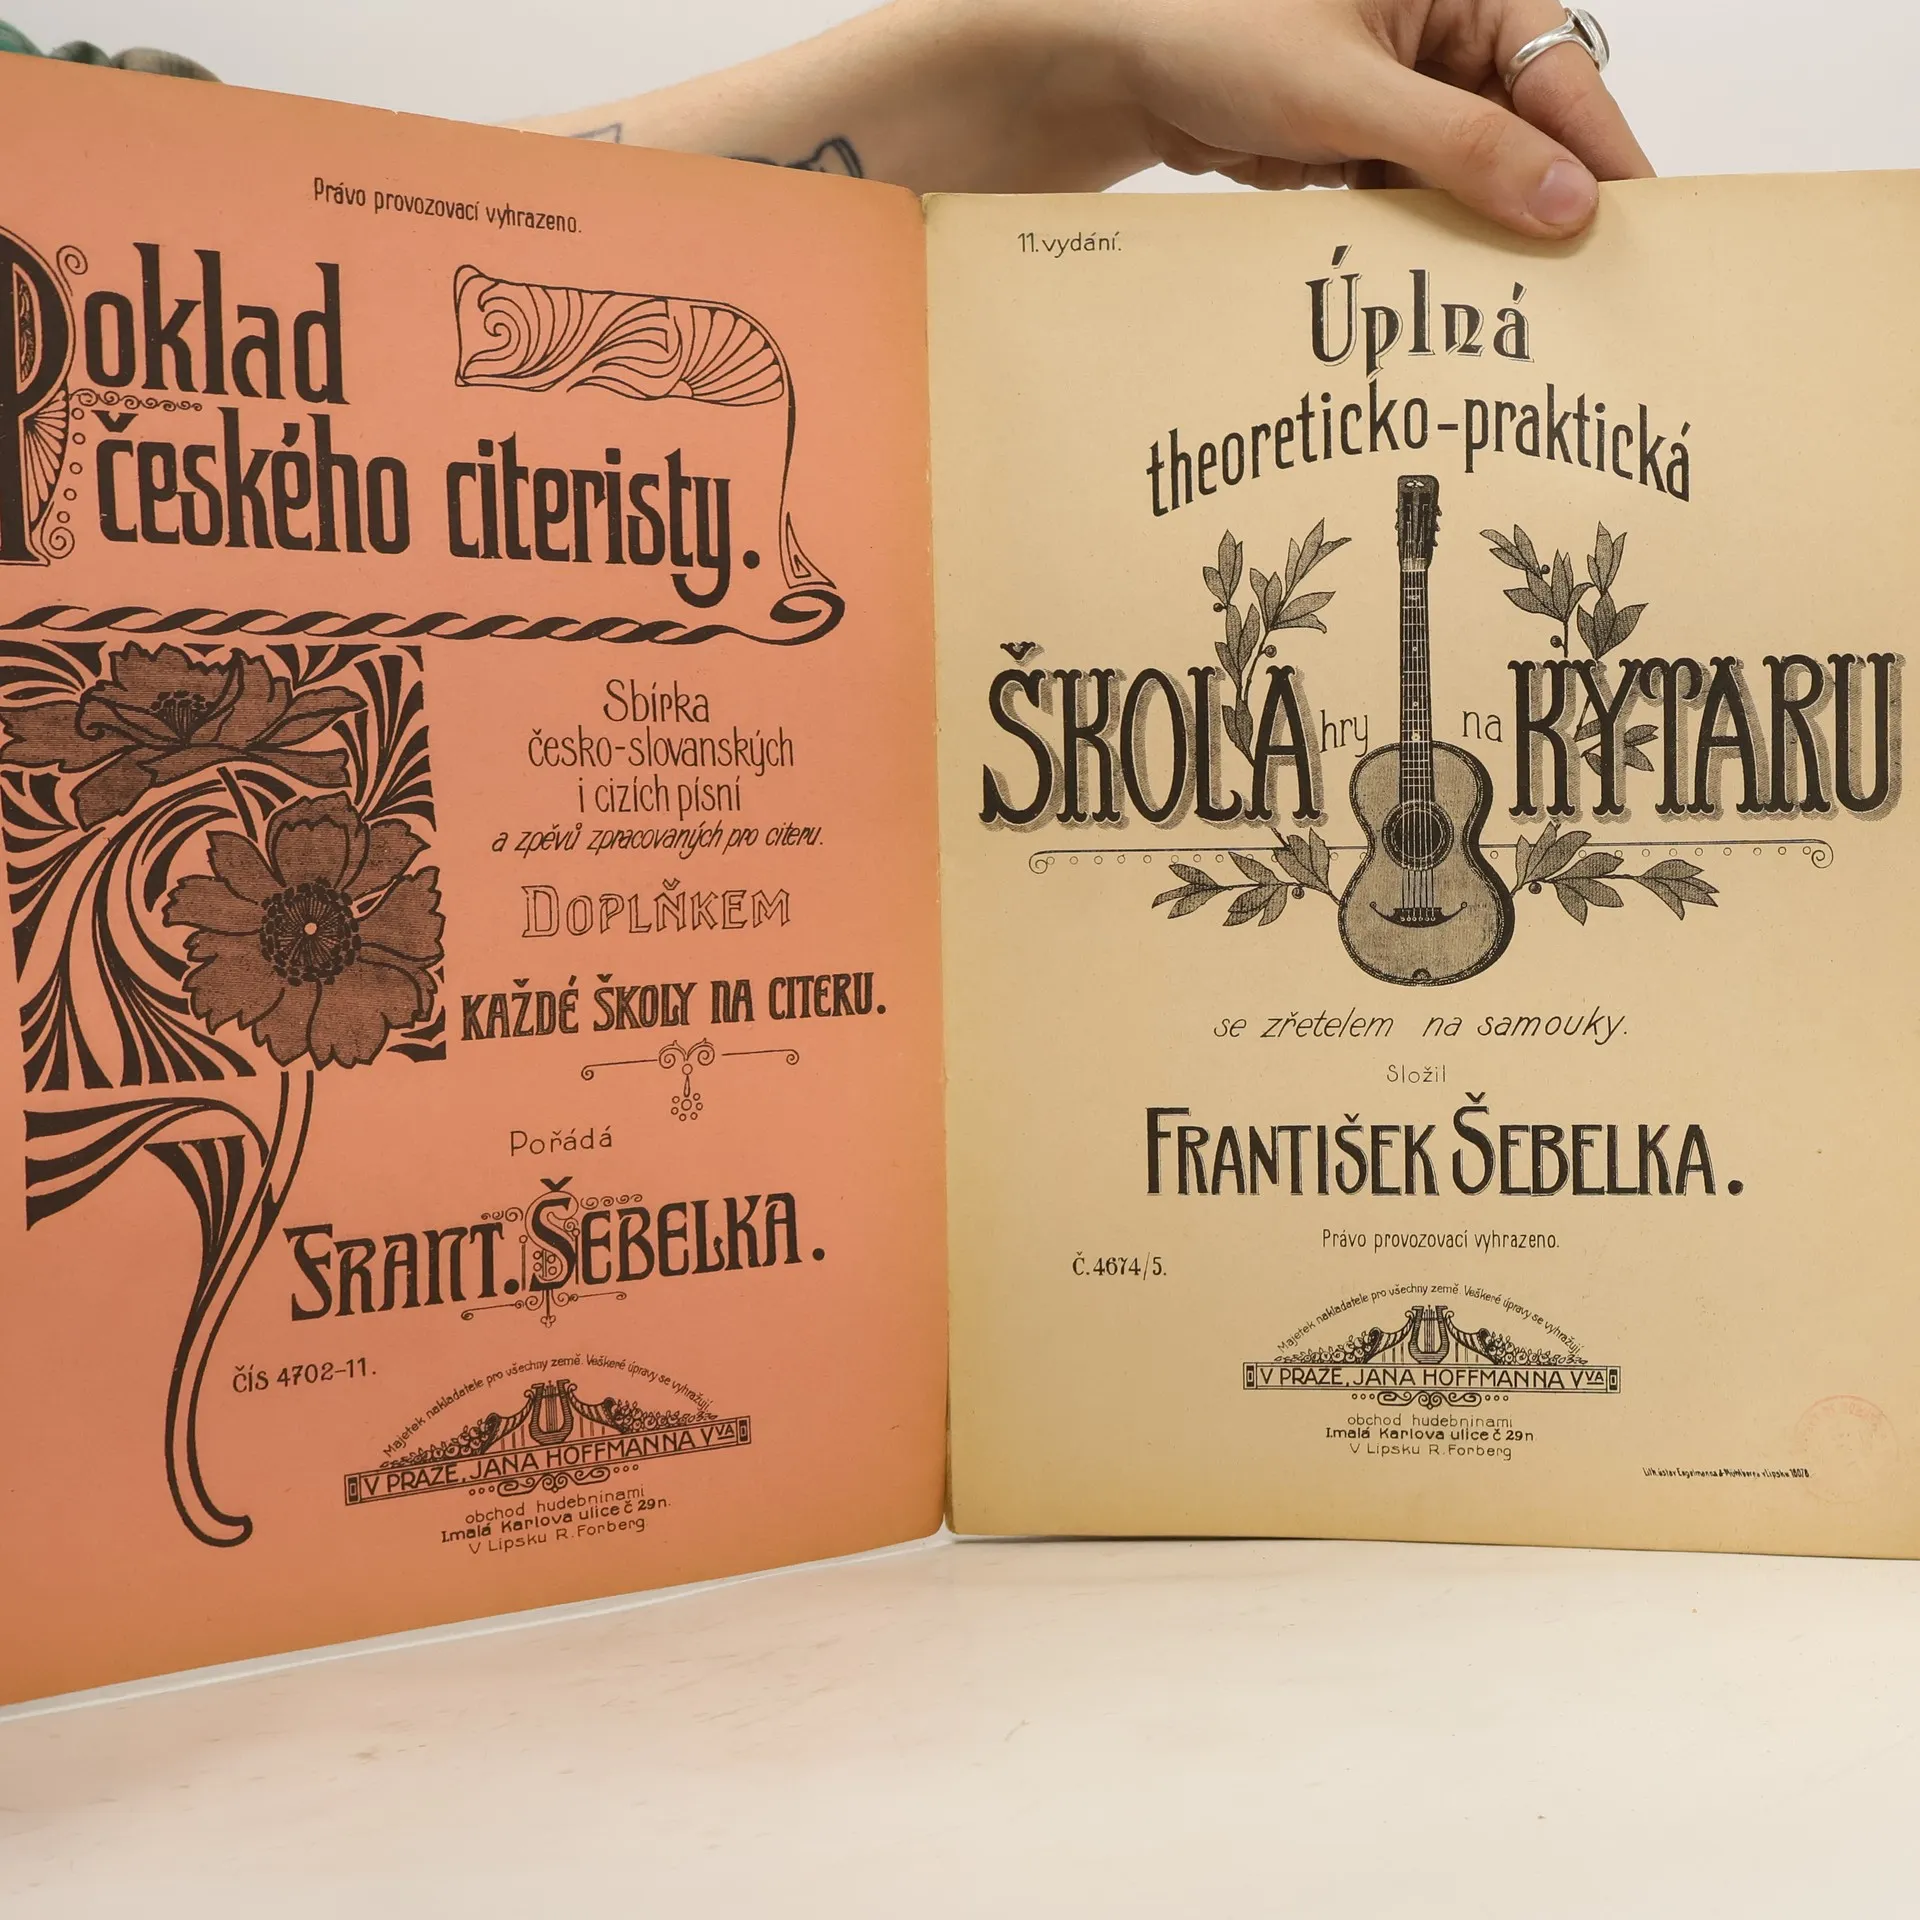 Právo provozovací vyhrazeno.
Poklad
českého citeristy.
Sbírka
česko-slovanských
i cizích písní
a zpěvů zpracovaných pro citeru.
DOPLŇKEM
KAŽDÉ ŠKOLY NA CITERU.
Pořádá
FRANT. ŠEBELKA.
ČÍS 4702-11.
Majetek nakladatele pro všechny země. Veškeré úpravy se vyhražují.
V PRAZE, JANA HOFFMANNA VVA
obchod hudebninami
I.malá Karlova ulice č 29n.
V Lipsku R. Forberg
11. vydání.
Úplná
theoreticko-praktická
ŠKOLA hry na KYTARU
se zřetelem na samouky.
Složil
FRANTIŠEK ŠEBELKA.
Právo provozovací vyhrazeno.
Č. 4674/5.
Majetek nakladatele pro všechny země. Veškeré úpravy se vyhražují.
V PRAZE, JANA HOFFMANNA VVA
obchod hudebninami
I.malá Karlova ulice č 29n
V Lipsku R. Forberg